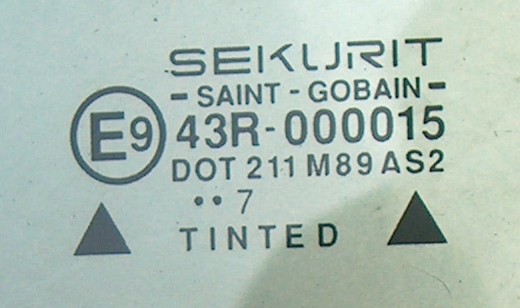 SEKURIT
- SAINT - GOBAIN -
E9 43R-000015
DOT 211 M89 AS2
•• 7
TINTED